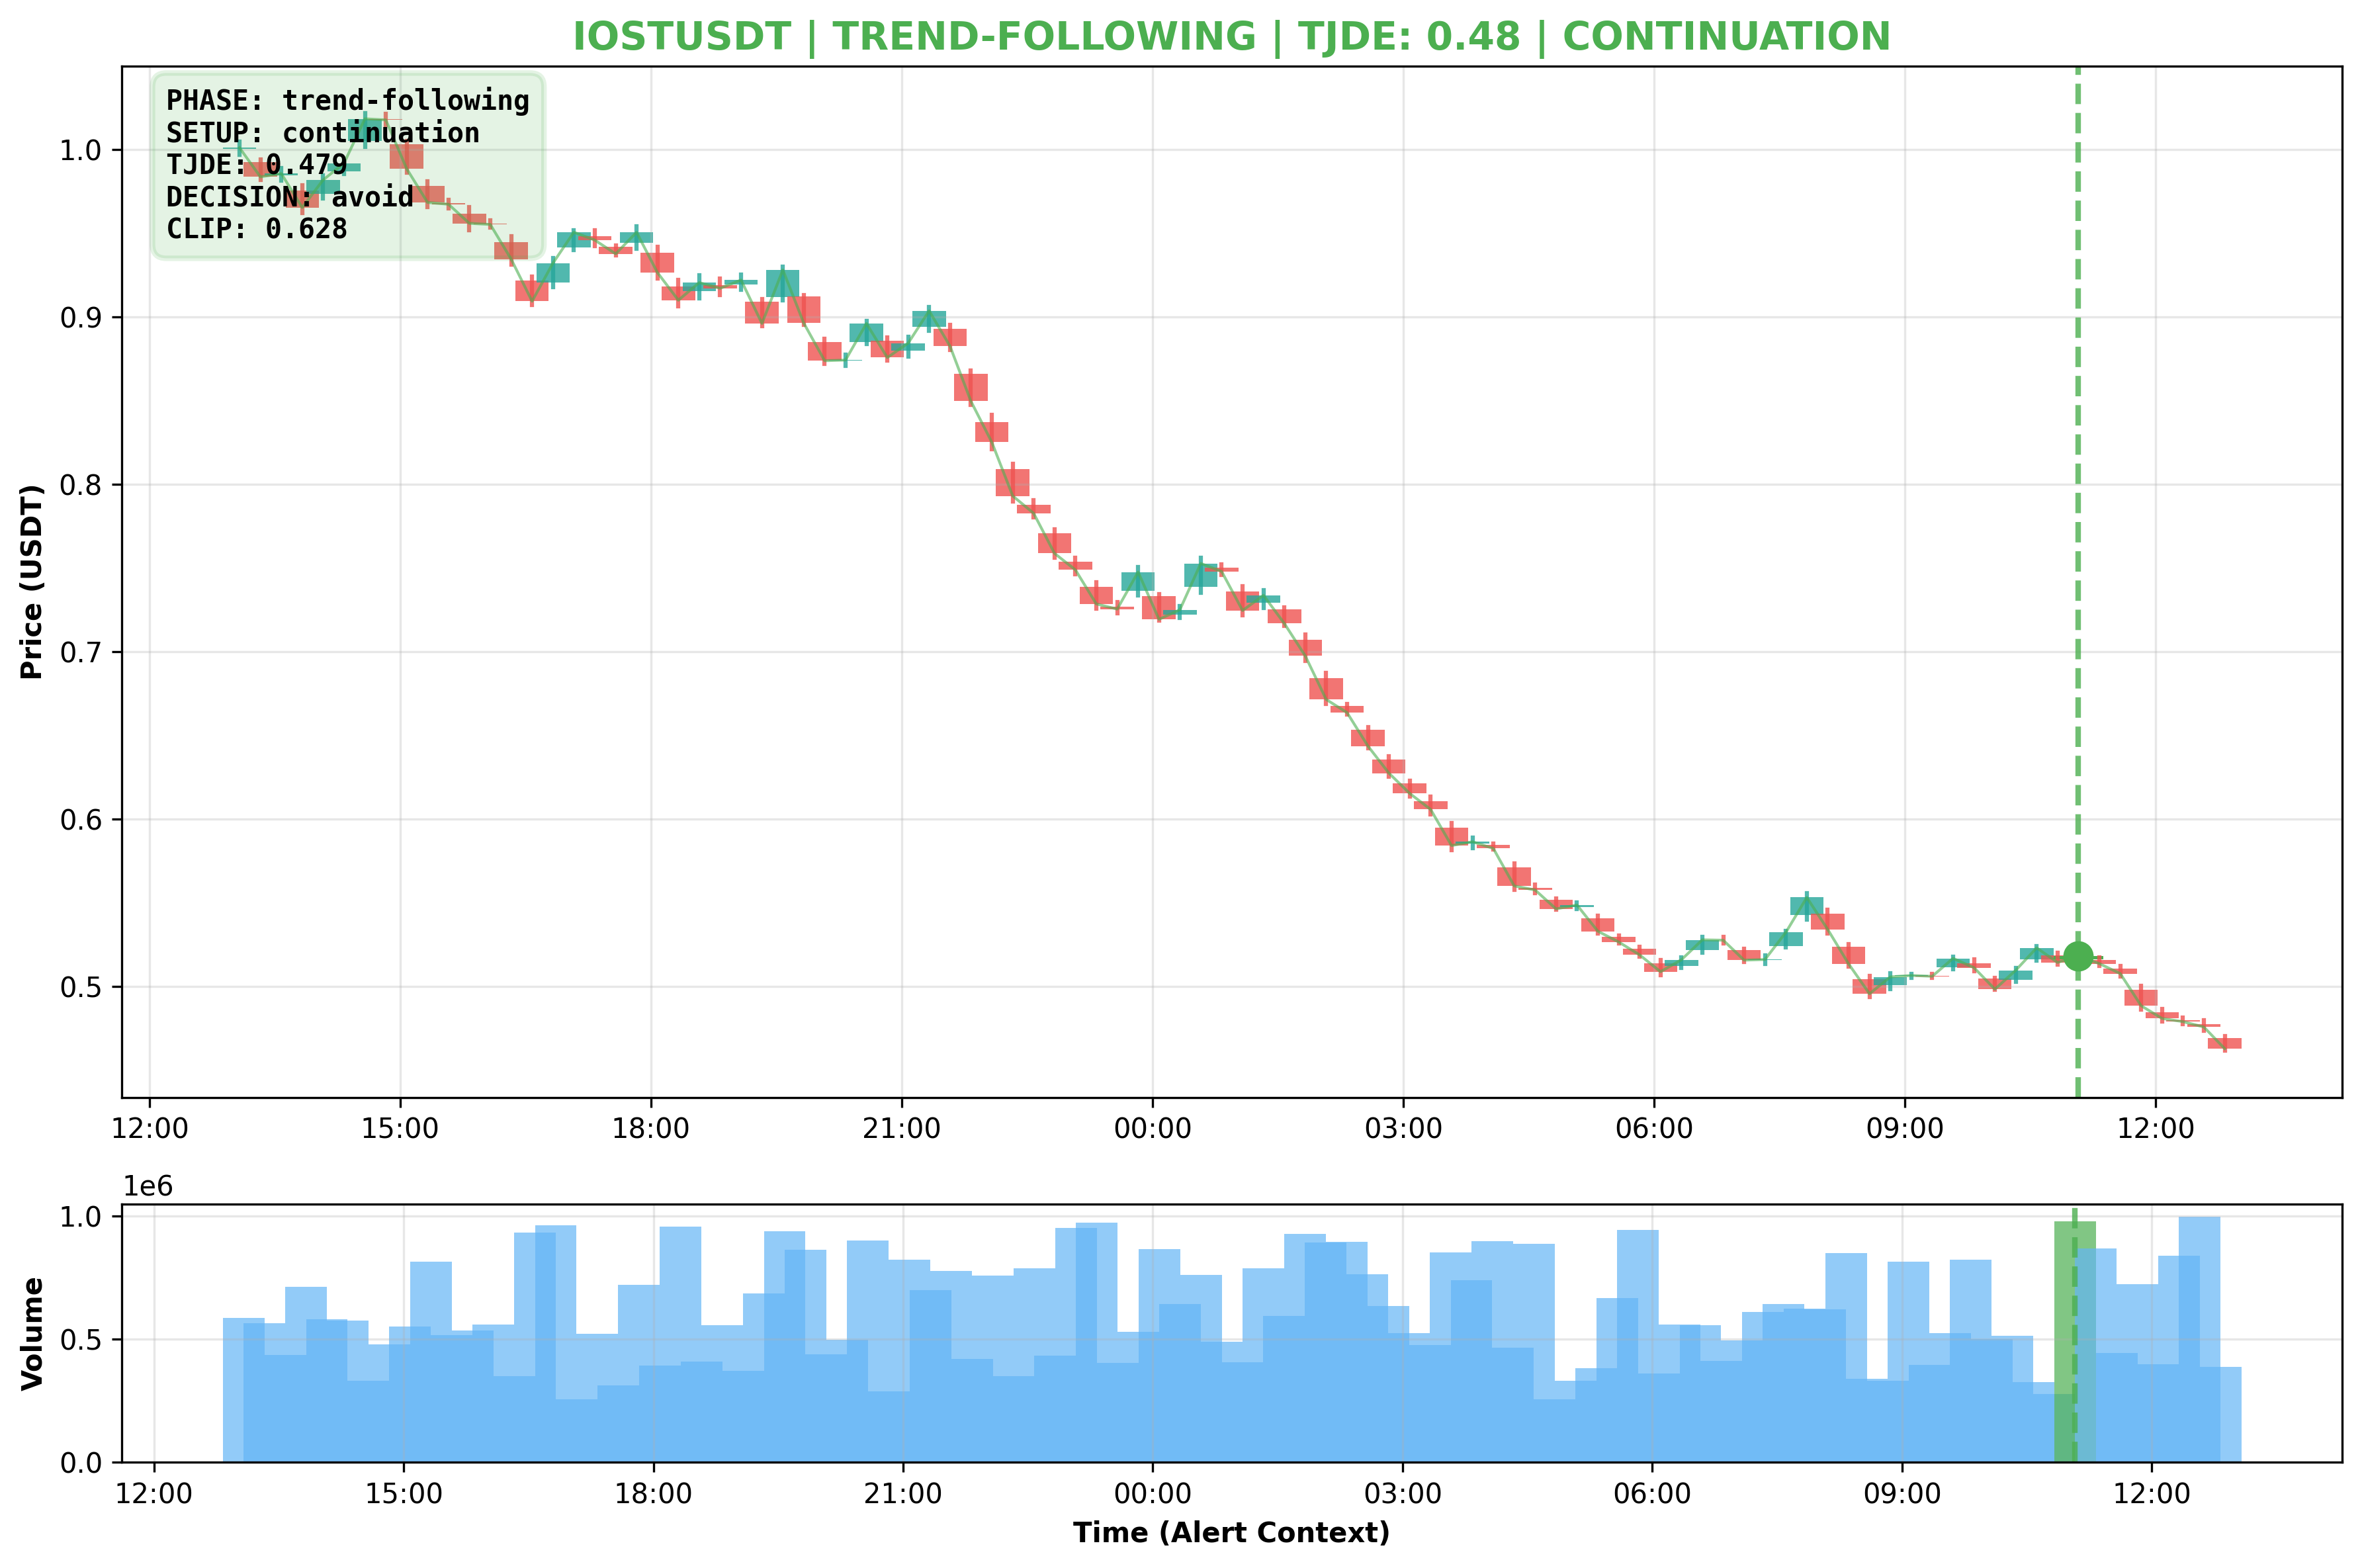 IOSTUSDT | TREND-FOLLOWING | TJDE: 0.48 | CONTINUATION
PHASE: trend-following
SETUP: continuation
TJDE: 0.479
DECISION: avoid
CLIP: 0.628
Price (USDT)
1.0
0.9
0.8
0.7
0.6
0.5
12:00 15:00 18:00 21:00 00:00 03:00 06:00 09:00 12:00
1e6
Volume
1.0
0.5
0.0
12:00 15:00 18:00 21:00 00:00 03:00 06:00 09:00 12:00
Time (Alert Context)